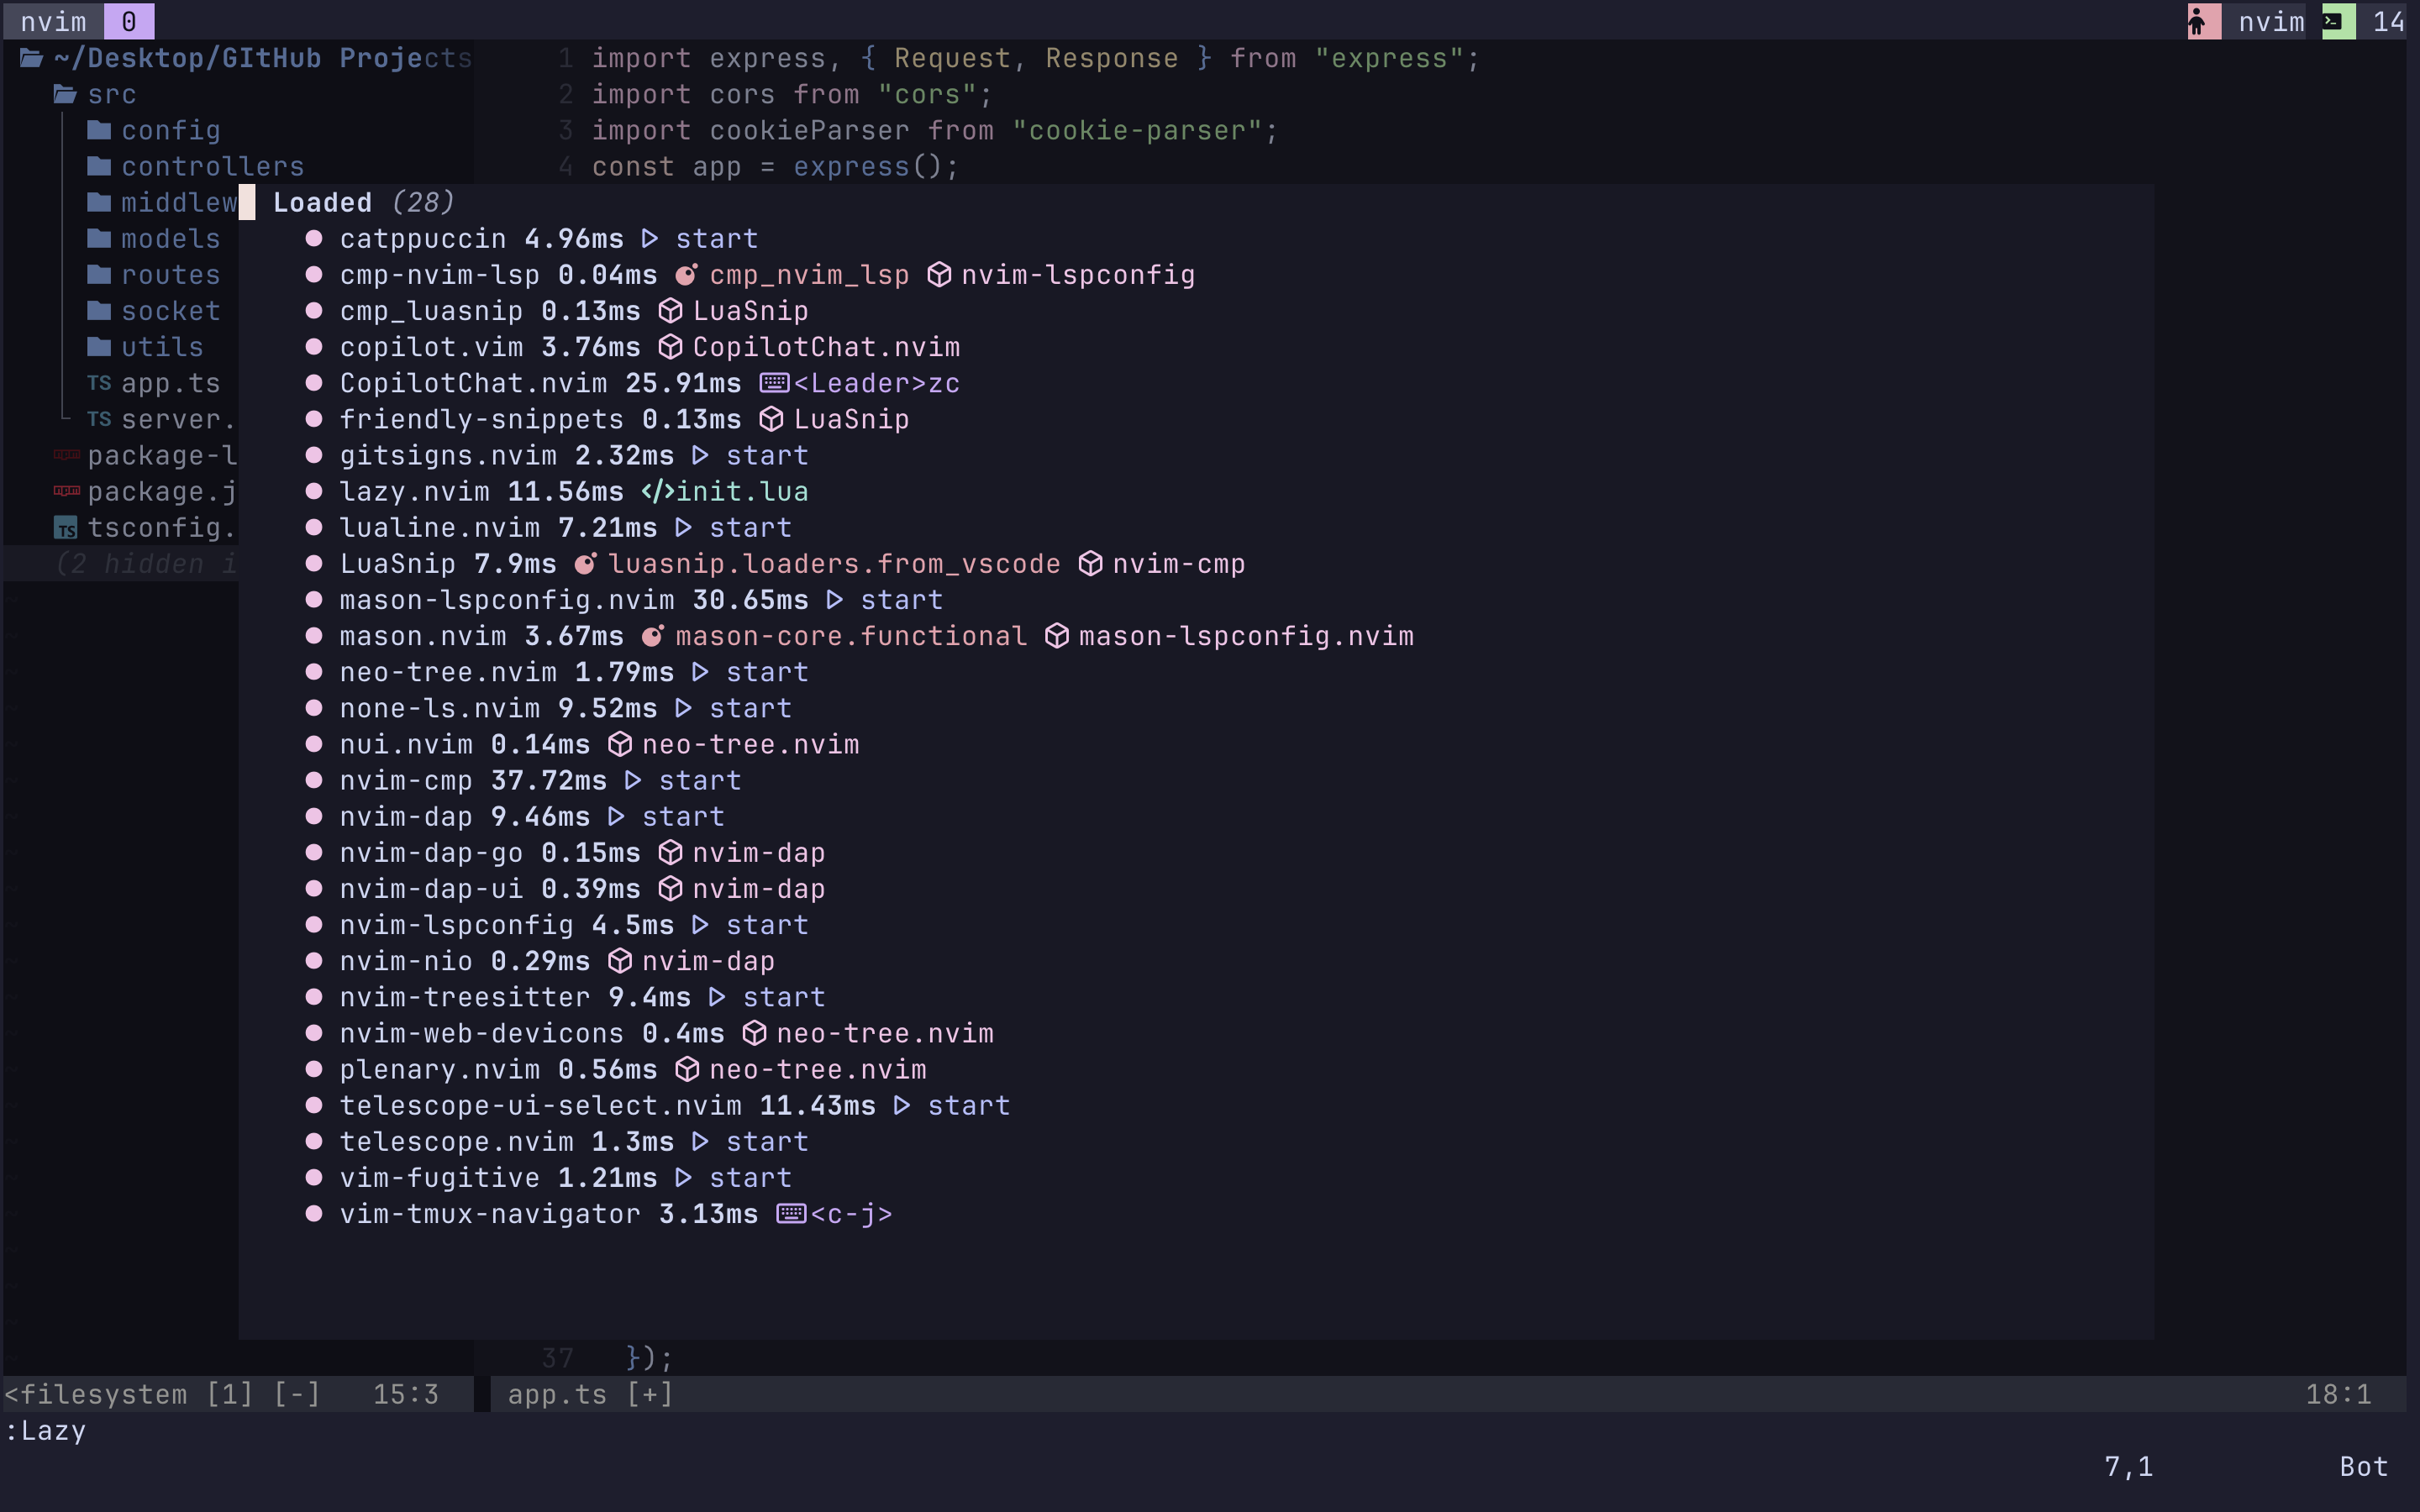 nvim 0 nvim 14
~/Desktop/GItHub Projects
src
config
controllers
middlew
models
routes
socket
utils
TS app.ts
TS server.
package-l
package.j
TS tsconfig.
(2 hidden i
1 import express, { Request, Response } from "express";
2 import cors from "cors";
3 import cookieParser from "cookie-parser";
4 const app = express();
Loaded (28)
● catppuccin 4.96ms ▷ start
● cmp-nvim-lsp 0.04ms cmp_nvim_lsp nvim-lspconfig
● cmp_luasnip 0.13ms LuaSnip
● copilot.vim 3.76ms CopilotChat.nvim
● CopilotChat.nvim 25.91ms <Leader>zc
● friendly-snippets 0.13ms LuaSnip
● gitsigns.nvim 2.32ms ▷ start
● lazy.nvim 11.56ms </>init.lua
● lualine.nvim 7.21ms ▷ start
● LuaSnip 7.9ms luasnip.loaders.from_vscode nvim-cmp
● mason-lspconfig.nvim 30.65ms ▷ start
● mason.nvim 3.67ms mason-core.functional mason-lspconfig.nvim
● neo-tree.nvim 1.79ms ▷ start
● none-ls.nvim 9.52ms ▷ start
● nui.nvim 0.14ms neo-tree.nvim
● nvim-cmp 37.72ms ▷ start
● nvim-dap 9.46ms ▷ start
● nvim-dap-go 0.15ms nvim-dap
● nvim-dap-ui 0.39ms nvim-dap
● nvim-lspconfig 4.5ms ▷ start
● nvim-nio 0.29ms nvim-dap
● nvim-treesitter 9.4ms ▷ start
● nvim-web-devicons 0.4ms neo-tree.nvim
● plenary.nvim 0.56ms neo-tree.nvim
● telescope-ui-select.nvim 11.43ms ▷ start
● telescope.nvim 1.3ms ▷ start
● vim-fugitive 1.21ms ▷ start
● vim-tmux-navigator 3.13ms <c-j>
37 });
<filesystem [1] [-] 15:3 app.ts [+] 18:1
:Lazy
7,1 Bot